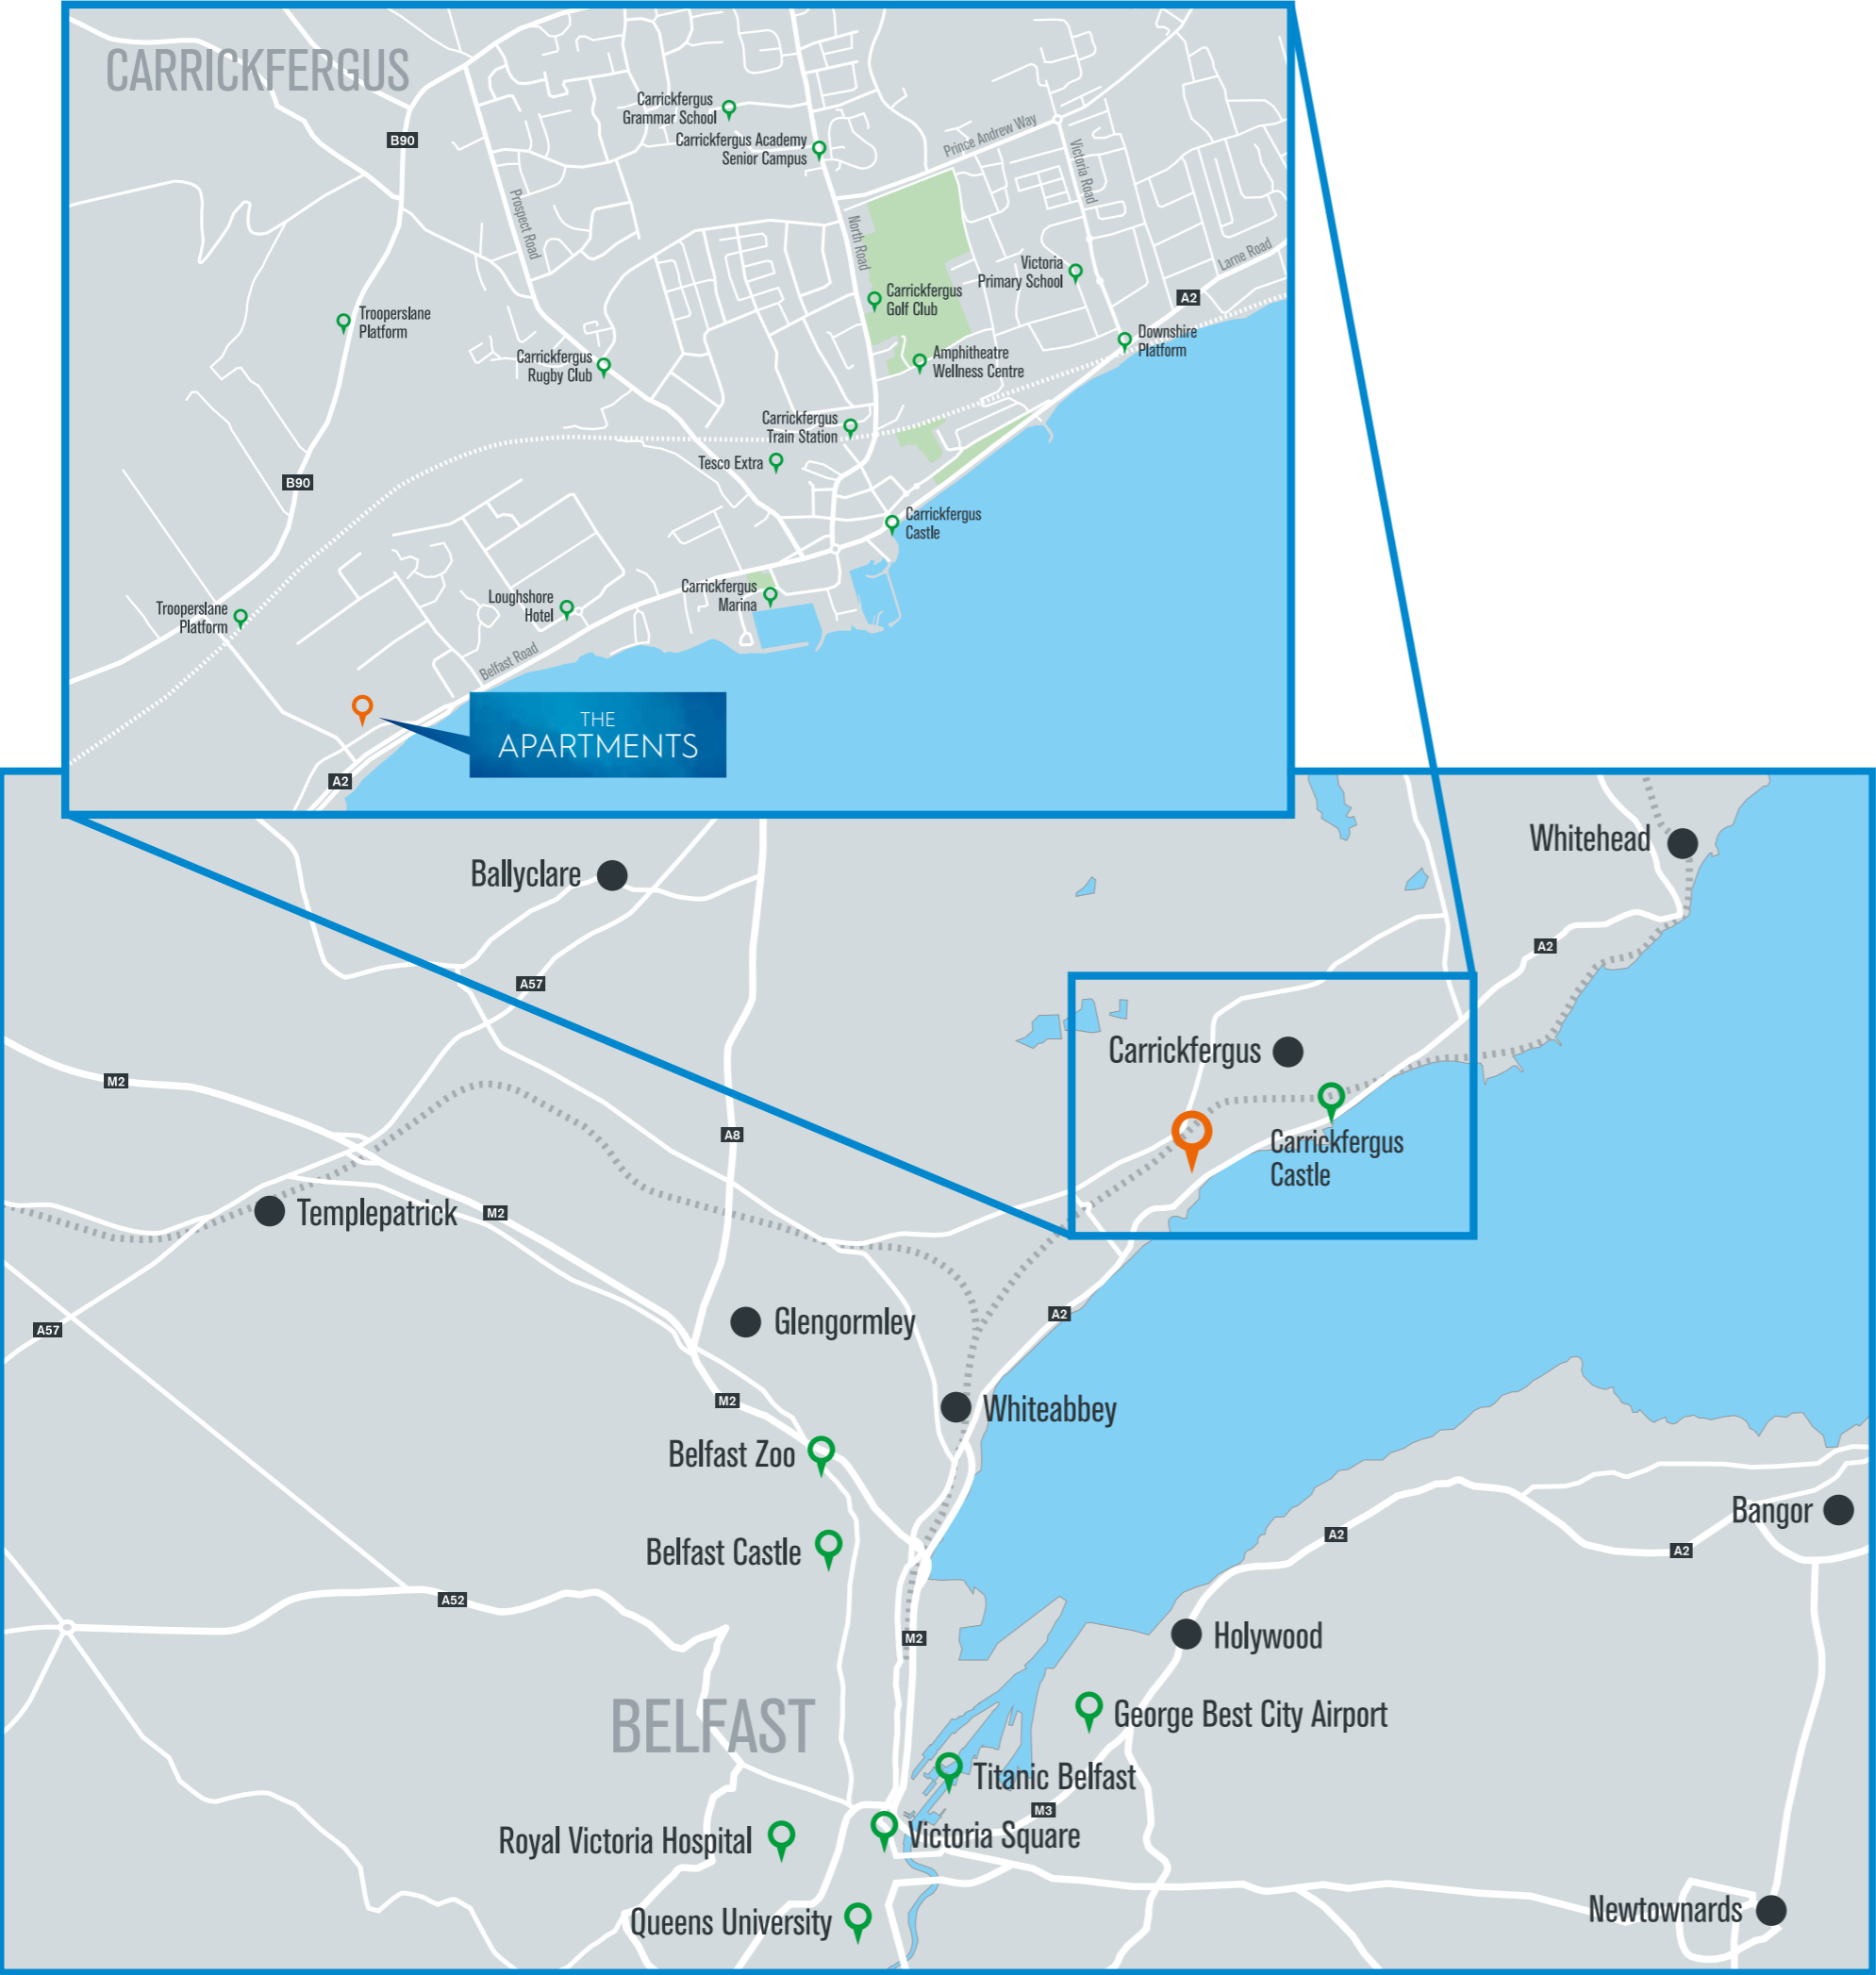 CARRICKFERGUS
B90
Carrickfergus
Grammar School
Carrickfergus Academy
Senior Campus
Prince Andrew Way
Victoria Road
Prospect Road
North Road
Larne Road
Victoria
Primary School
A2
Carrickfergus
Golf Club
Trooperslane
Platform
Downshire
Platform
Carrickfergus
Rugby Club
Amphitheatre
Wellness Centre
Carrickfergus
Train Station
Tesco Extra
B90
Carrickfergus
Castle
Carrickfergus
Marina
Loughshore
Hotel
Trooperslane
Platform
Belfast Road
THE
APARTMENTS
A2
Whitehead
Ballyclare
A2
A57
Carrickfergus
M2
A8
Carrickfergus
Castle
Templepatrick
M2
A2
Glengormley
A57
M2
Whiteabbey
Belfast Zoo
Bangor
A2
A2
Belfast Castle
A52
M2
Holywood
BELFAST
George Best City Airport
Titanic Belfast
M3
Victoria Square
Royal Victoria Hospital
Newtownards
Queens University